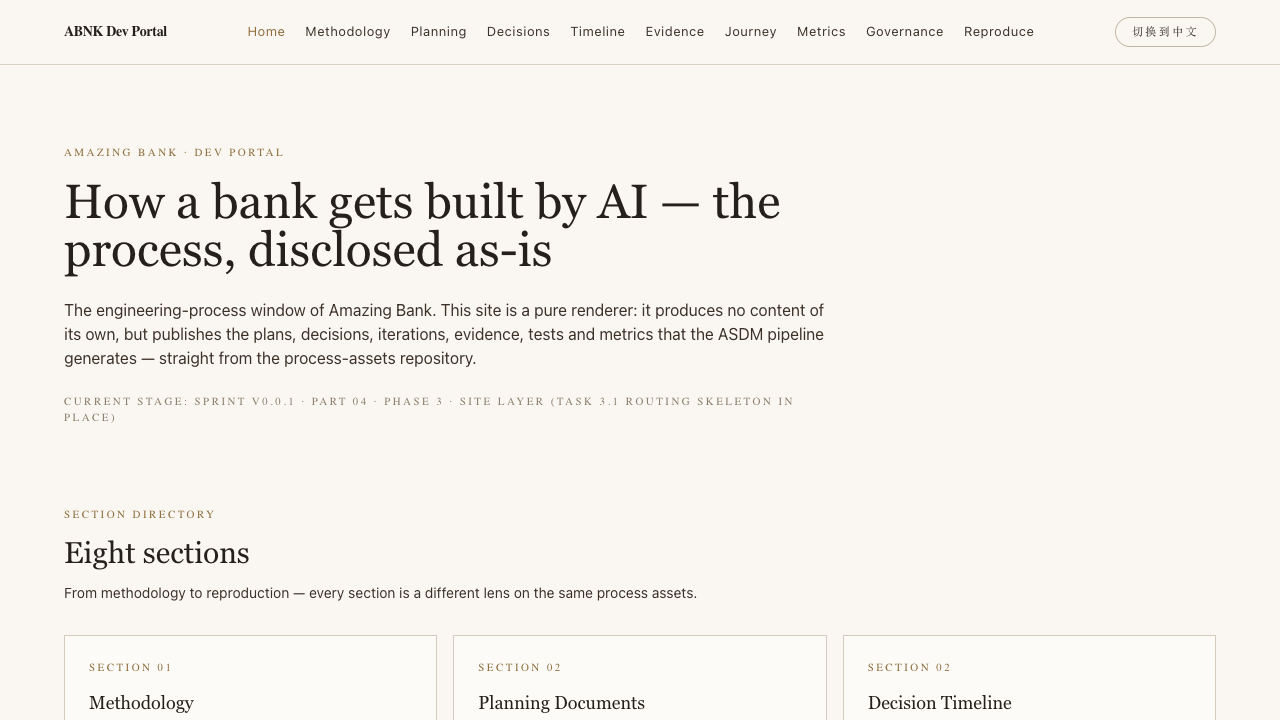 ABNK Dev Portal
Home Methodology Planning Decisions Timeline Evidence Journey Metrics Governance Reproduce
切换到中文
AMAZING BANK · DEV PORTAL
How a bank gets built by AI — the
process, disclosed as-is
The engineering-process window of Amazing Bank. This site is a pure renderer: it produces no content of
its own, but publishes the plans, decisions, iterations, evidence, tests and metrics that the ASDM pipeline
generates — straight from the process-assets repository.
CURRENT STAGE: SPRINT V0.0.1 · PART 04 · PHASE 3 · SITE LAYER (TASK 3.1 ROUTING SKELETON IN
PLACE)
SECTION DIRECTORY
Eight sections
From methodology to reproduction — every section is a different lens on the same process assets.
SECTION 01
Methodology
SECTION 02
Planning Documents
SECTION 02
Decision Timeline